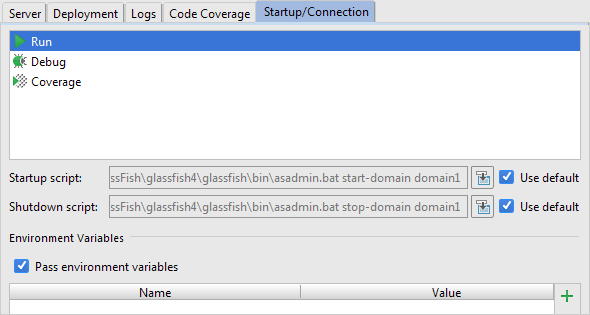 Server Deployment Logs Code Coverage Startup/Connection
Run
Debug
Coverage
Startup script: ssFish\glassfish4\glassfish\bin\asadmin.bat start-domain domain1 Use default
Shutdown script: ssFish\glassfish4\glassfish\bin\asadmin.bat stop-domain domain1 Use default
Environment Variables
Pass environment variables
Name Value